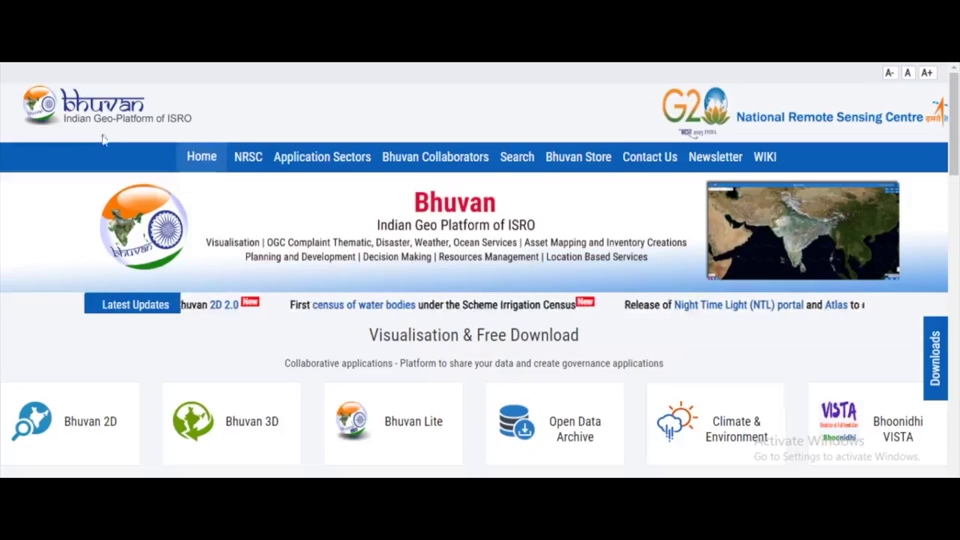 A- A A+
bhuvan
Indian Geo-Platform of ISRO
G20
National Remote Sensing Centre
Home NRSC Application Sectors Bhuvan Collaborators Search Bhuvan Store Contact Us Newsletter WIKI
bhuvan
Bhuvan
Indian Geo Platform of ISRO
Visualisation | OGC Complaint Thematic, Disaster, Weather, Ocean Services | Asset Mapping and Inventory Creations
Planning and Development | Decision Making | Resources Management | Location Based Services
Latest Updates huvan 2D 2.0 New First census of water bodies under the Scheme Irrigation Census New Release of Night Time Light (NTL) portal and Atlas to
Visualisation & Free Download
Downloads
Collaborative applications - Platform to share your data and create governance applications
Bhuvan 2D
Bhuvan 3D
Bhuvan Lite
Open Data
Archive
Climate &
Environment
VISTA
Bhoonidhi
Bhoonidhi
VISTA
Activate Windows
Go to Settings to activate Windows.